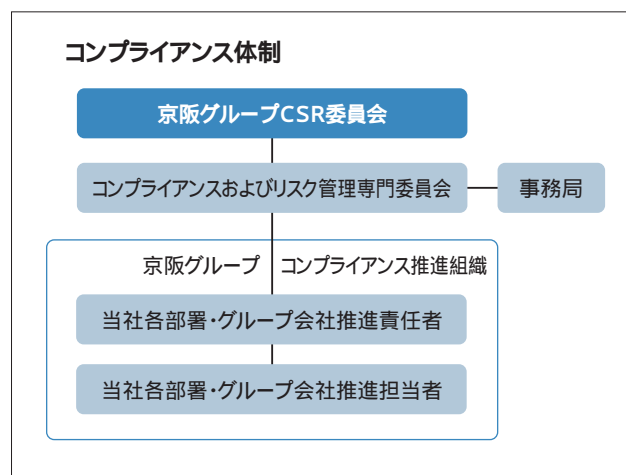 コンプライアンス体制
京阪グループCSR委員会
コンプライアンスおよびリスク管理専門委員会
事務局
京阪グループ コンプライアンス推進組織
当社各部署・グループ会社推進責任者
当社各部署・グループ会社推進担当者